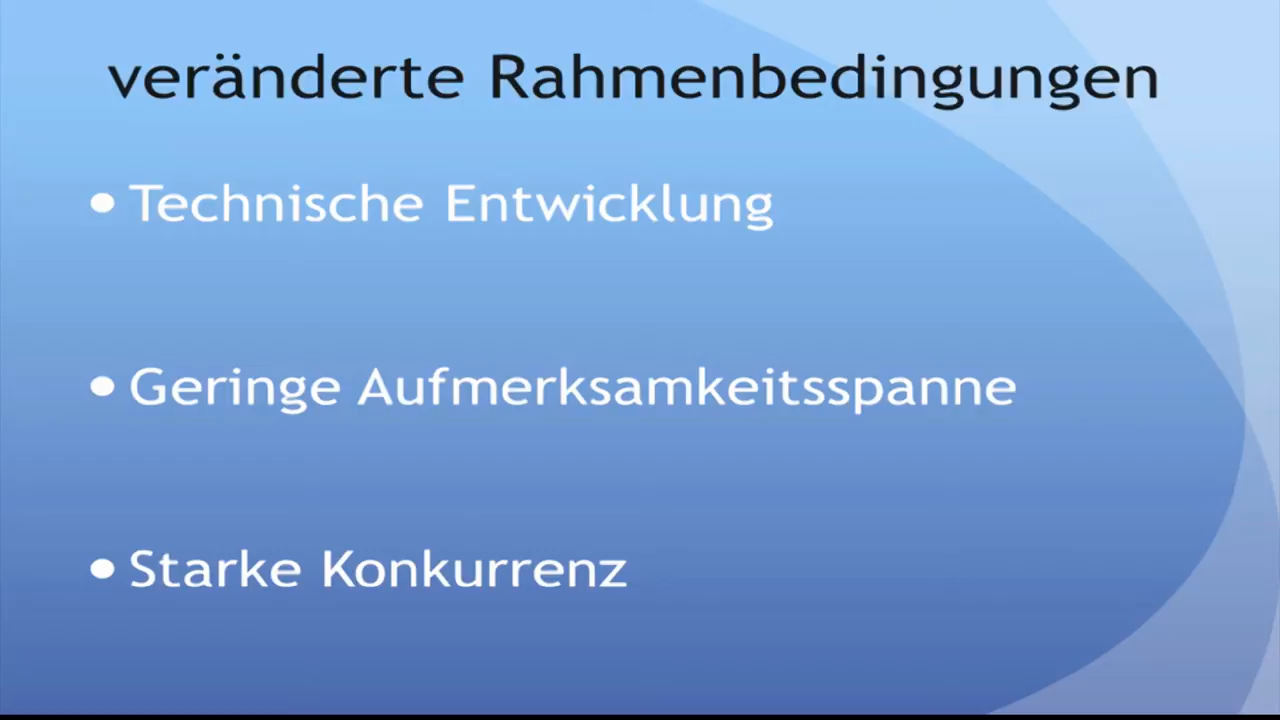 veränderte Rahmenbedingungen
• Technische Entwicklung
• Geringe Aufmerksamkeitsspanne
• Starke Konkurrenz